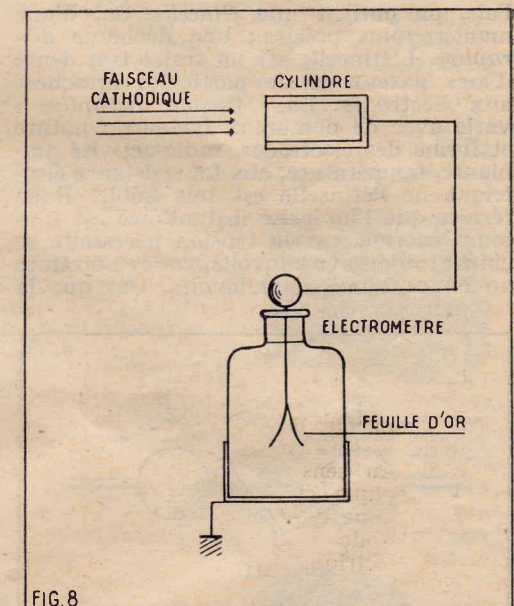 FAISCEAU
CATHODIQUE
CYLINDRE
ELECTROMETRE
FEUILLE D'OR
FIG.8